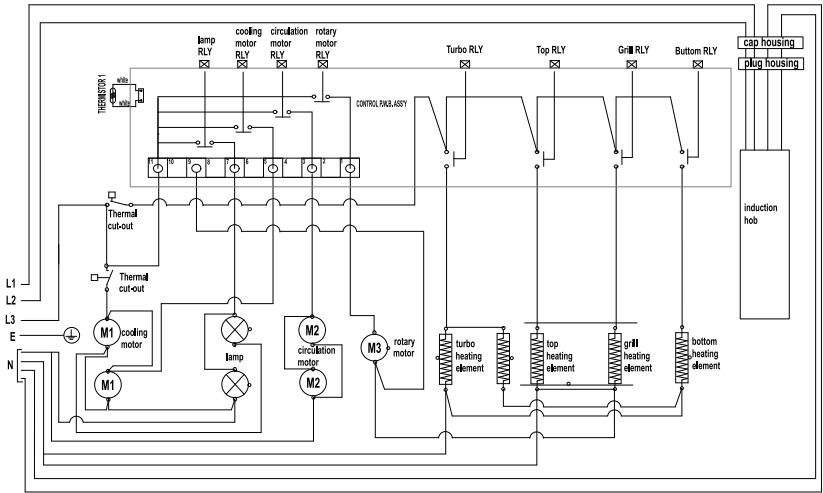 cap housing
plug housing
lamp
RLY
cooling
motor
RLY
circulation
motor
RLY
rotary
motor
RLY
Turbo RLY
Top RLY
Grill RLY
Buttom RLY
THERMISTOR 1
white
white
CONTROL P.W.B. ASS'Y
11 10 9 8 7 6 5 4 3 2 1
Thermal
cut-out
induction
hob
Thermal
cut-out
L1
L2
L3
E
N
M1
cooling
motor
M1
lamp
M2
circulation
motor
M2
M3
rotary
motor
turbo
heating
element
top
heating
element
grill
heating
element
bottom
heating
element